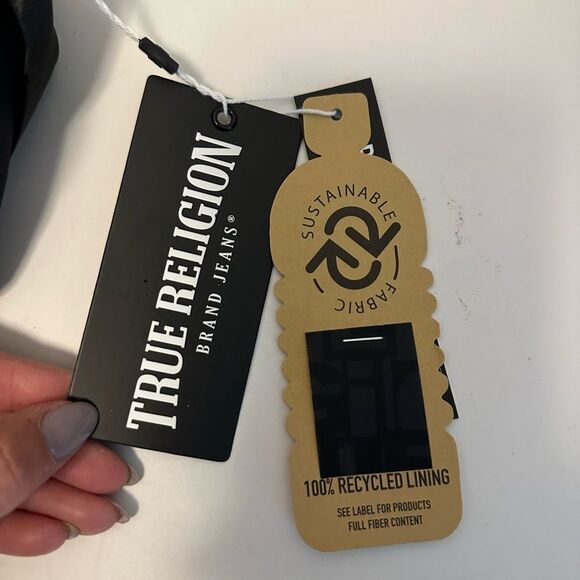 TRUE RELIGION
BRAND JEANS®
SUSTAINABLE
FABRIC
100% RECYCLED LINING
SEE LABEL FOR PRODUCTS
FULL FIBER CONTENT